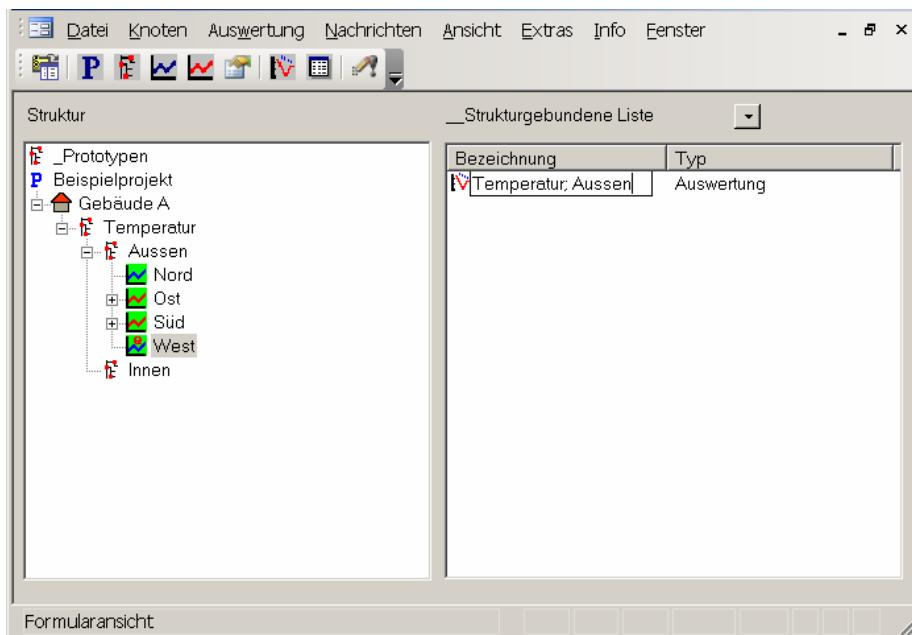 Datei Knoten Auswertung Nachrichten Ansicht Extras Info Fenster
P
Struktur
__Strukturgebundene Liste
_Prototypen
P Beispielprojekt
Gebäude A
Temperatur
Aussen
Nord
Ost
Süd
West
Innen
Bezeichnung Typ
Temperatur; Aussen Auswertung
Formularansicht